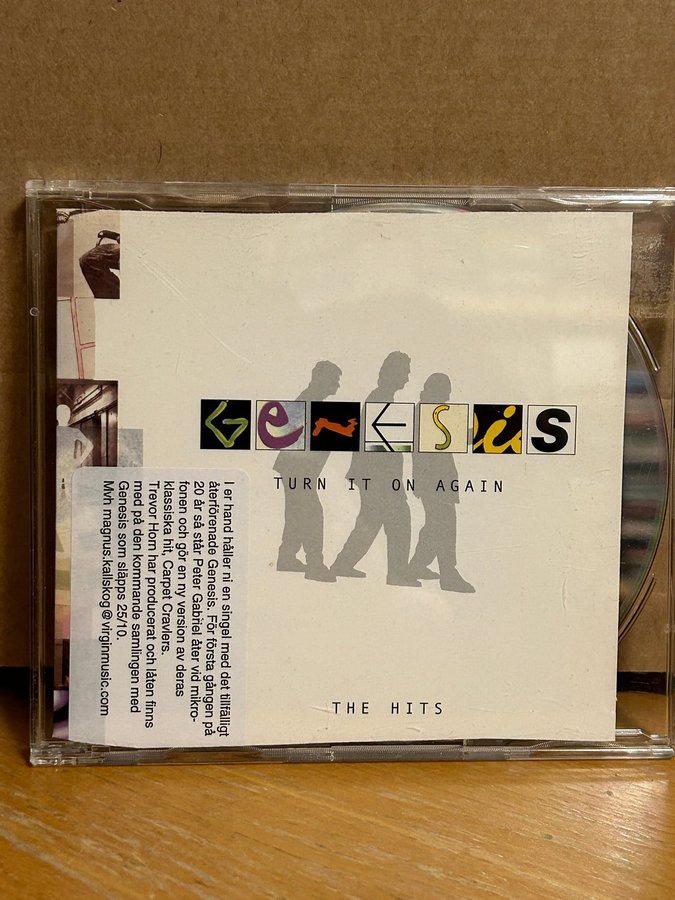 GENESIS
TURN IT ON AGAIN
THE HITS
I er hand håller ni en singel med det tillfälligt
återförenade Genesis. För första gången på
20 år så står Peter Gabriel åter vid mikro-
fonen och gör en ny version av deras
klassiska hit, Carpet Cravlers.
Trevor Horn har producerat och låten finns
med på den kommande samlingen med
Genesis som släpps 25/10.
Mvh magnus.kallskog@virginmusic.com